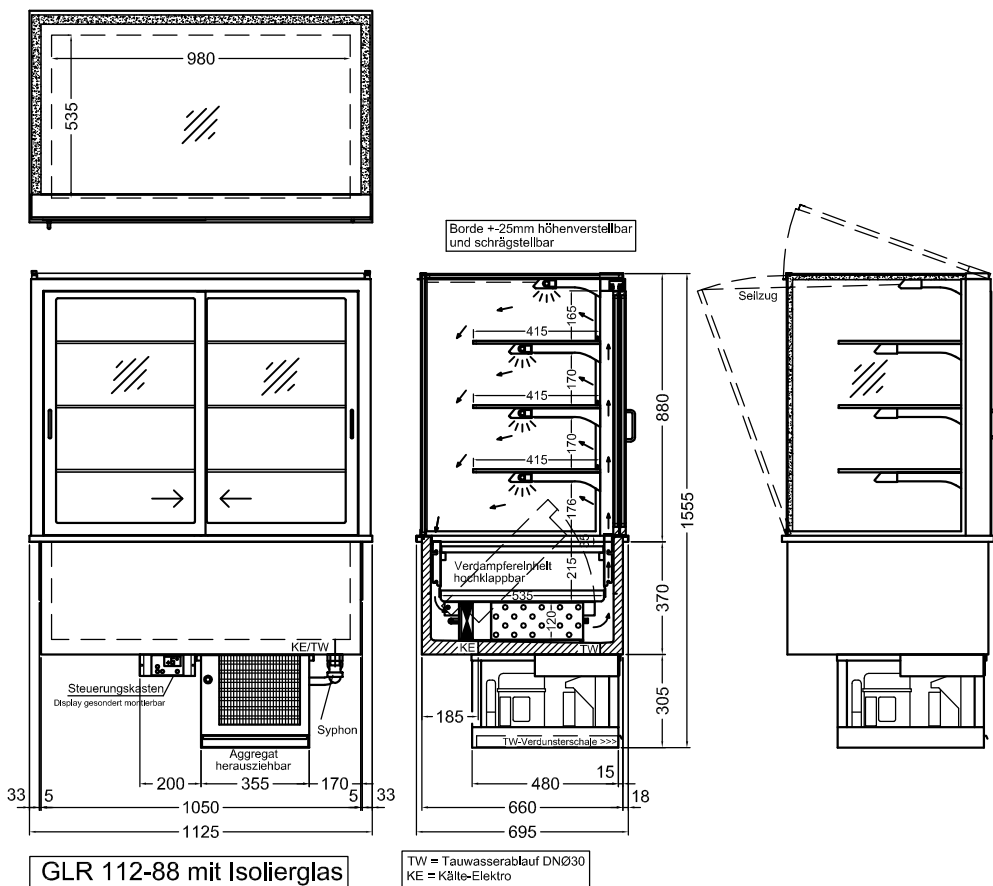 980
535
Borde +-25mm höhenverstellbar
und schrägstellbar
Seilzug
415
165
415
170
415
170
176
880
1555
Verdampfereinheit
hochklappbar
535
215
120
370
KE
TW
KE/TW
Steuerungskasten
Display gesondert montierbar
Syphon
Aggregat
herausziehbar
185
TW-Verdunsterschale >>>
305
200
355
170
480
15
33
5
1050
5
33
660
18
1125
695
GLR 112-88 mit Isolierglas
TW = Tauwasserablauf DNØ30
KE = Kälte-Elektro